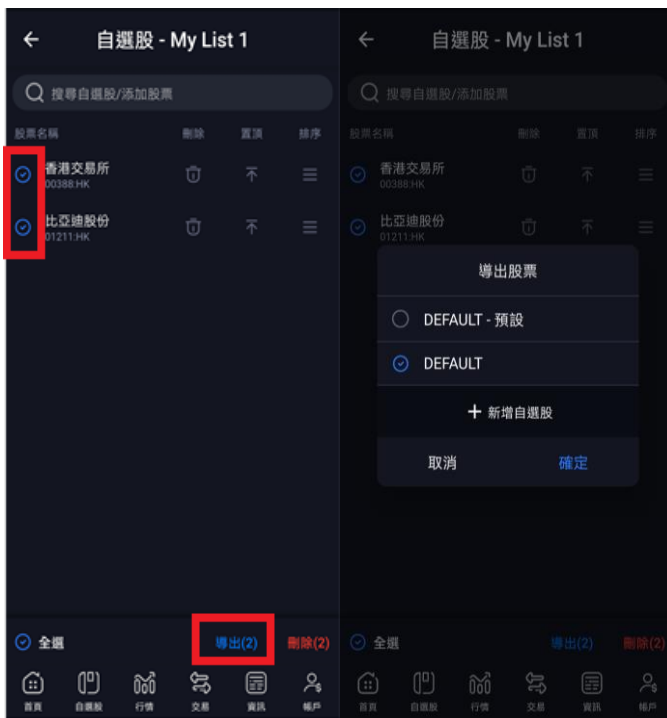 自選股 - My List 1
搜尋自選股/添加股票
股票名稱 刪除 置頂 排序
香港交易所
00388:HK
比亞迪股份
01211:HK
全選 導出(2) 刪除(2)
首頁 自選股 行情 交易 資訊 帳戶
自選股 - My List 1
搜尋自選股/添加股票
股票名稱 刪除 置頂 排序
香港交易所
00388:HK
比亞迪股份
01211:HK
導出股票
DEFAULT - 預設
DEFAULT
新增自選股
取消 確定
全選 導出(2) 刪除(2)
首頁 自選股 行情 交易 資訊 帳戶